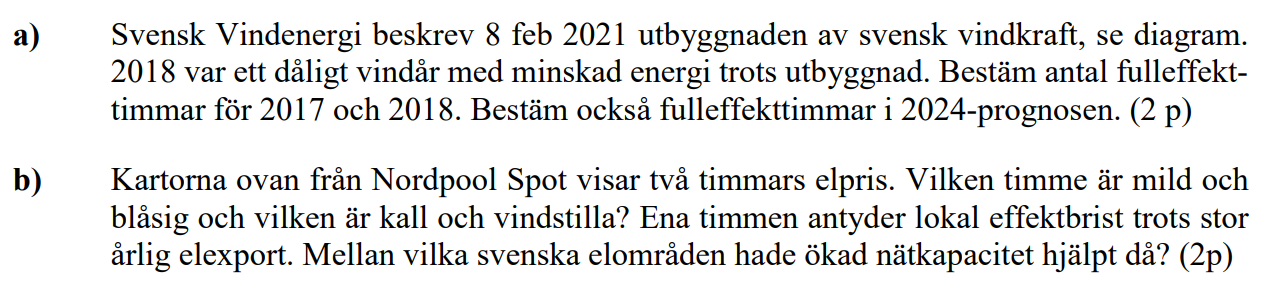 a) Svensk Vindenergi beskrev 8 feb 2021 utbyggnaden av svensk vindkraft, se diagram.
2018 var ett dåligt vindår med minskad energi trots utbyggnad. Bestäm antal fulleffekt-
timmar för 2017 och 2018. Bestäm också fulleffekttimmar i 2024-prognosen. (2 p)
b) Kartorna ovan från Nordpool Spot visar två timmars elpris. Vilken timme är mild och
blåsig och vilken är kall och vindstilla? Ena timmen antyder lokal effektbrist trots stor
årlig elexport. Mellan vilka svenska elområden hade ökad nätkapacitet hjälpt då? (2p)